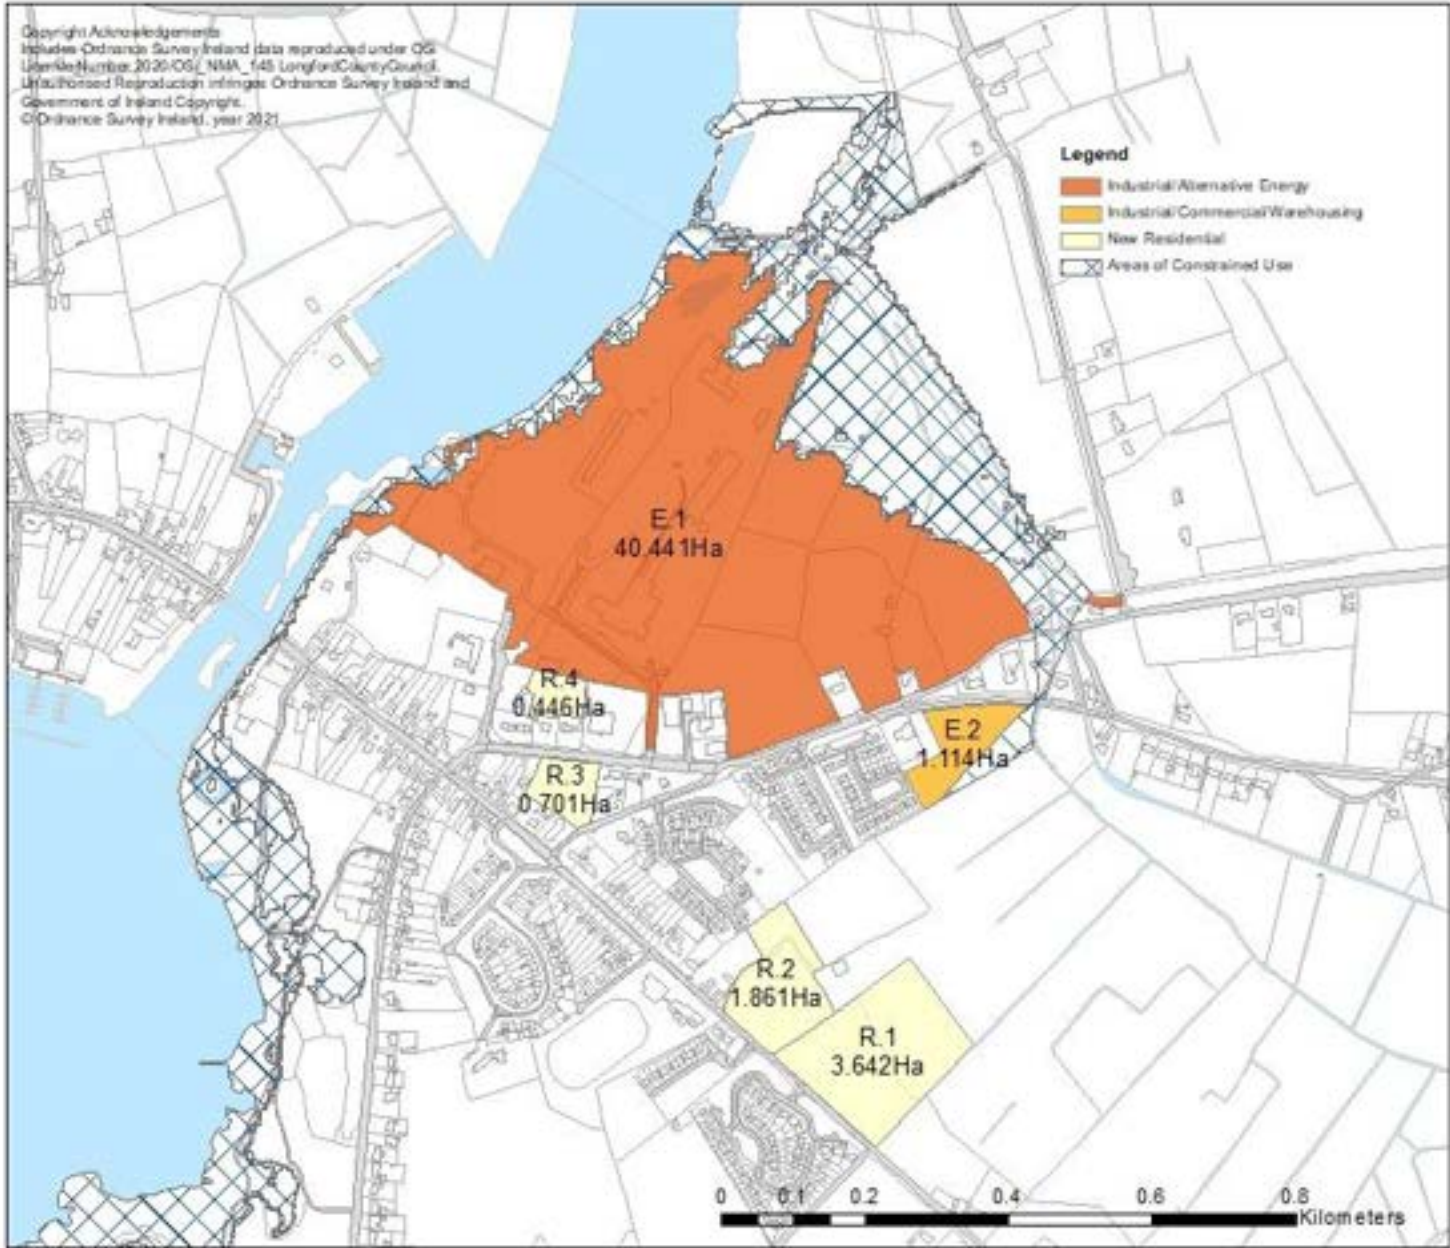 Copyright Acknowledgements
Includes Ordnance Survey Ireland data reproduced under OSi
License Number 2020/OSi_NMA_145 Longford County Council.
Unauthorised Reproduction infringes Ordnance Survey Ireland and
Government of Ireland Copyright.
© Ordnance Survey Ireland, year 2021
Legend
Industrial/Alternative Energy
Industrial/Commercial/Warehousing
New Residential
Areas of Constrained Use
E.1
40.441Ha
R.4
0.446Ha
E.2
1.114Ha
R.3
0.701Ha
R.2
1.861Ha
R.1
3.642Ha
0 0.1 0.2 0.4 0.6 0.8
Kilometers